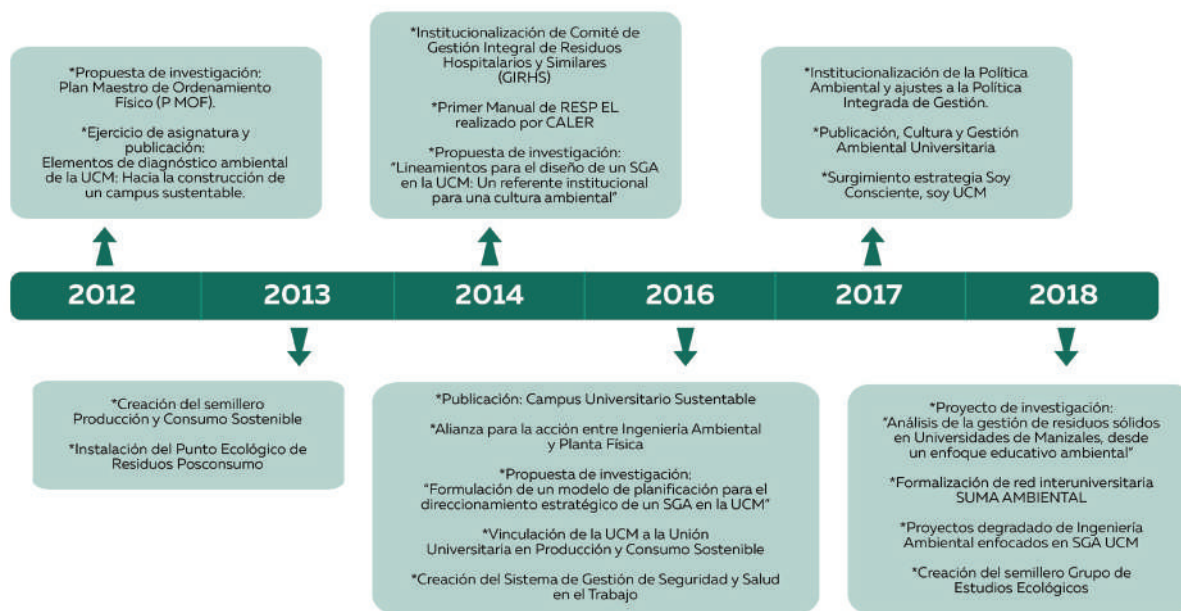 *Propuesta de investigación:
Plan Maestro de Ordenamiento
Físico (P MOF).
*Ejercicio de asignatura y
publicación:
Elementos de diagnóstico ambiental
de la UCM: Hacia la construcción de
un campus sustentable.
*Institucionalización de Comité de
Gestión Integral de Residuos
Hospitalarios y Similares
(GIRHS)
*Primer Manual de RESP EL
realizado por CALER
*Propuesta de investigación:
"Lineamientos para el diseño de un SGA
en la UCM: Un referente institucional
para una cultura ambiental"
*Institucionalización de la Política
Ambiental y ajustes a la Política
Integrada de Gestión.
*Publicación, Cultura y Gestión
Ambiental Universitaria
*Surgimiento estrategia Soy
Consciente, soy UCM
2012 2013 2014 2016 2017 2018
*Creación del semillero
Producción y Consumo Sostenible
*Instalación del Punto Ecológico de
Residuos Posconsumo
*Publicación: Campus Universitario Sustentable
*Alianza para la acción entre Ingeniería Ambiental
y Planta Física
*Propuesta de investigación:
"Formulación de un modelo de planificación para el
direccionamiento estratégico de un SGA en la UCM"
*Vinculación de la UCM a la Unión
Universitaria en Producción y Consumo Sostenible
*Creación del Sistema de Gestión de Seguridad y Salud
en el Trabajo
*Proyecto de investigación:
"Análisis de la gestión de residuos sólidos
en Universidades de Manizales, desde
un enfoque educativo ambiental"
*Formalización de red interuniversitaria
SUMA AMBIENTAL
*Proyectos degradado de Ingeniería
Ambiental enfocados en SGA UCM
*Creación del semillero Grupo de
Estudios Ecológicos